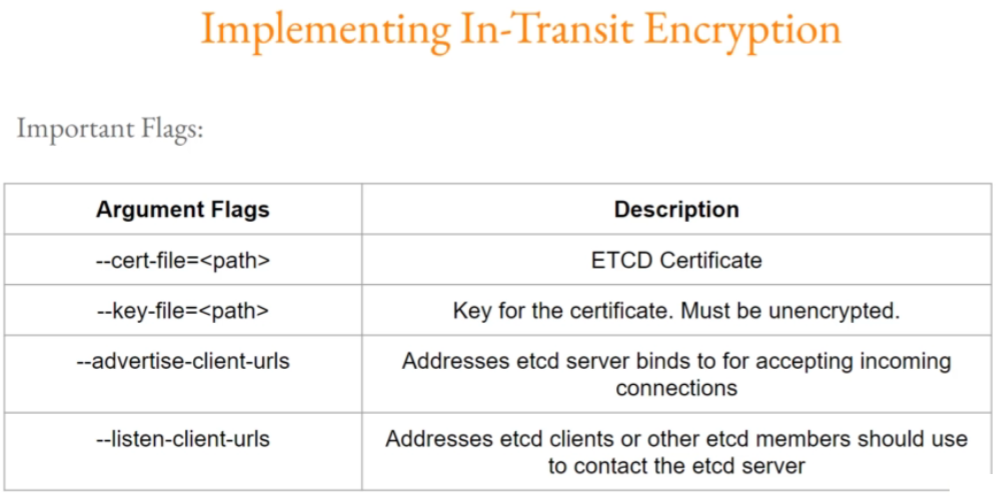 Implementing In-Transit Encryption
Important Flags:
Argument Flags
Description
--cert-file=<path>
ETCD Certificate
--key-file=<path>
Key for the certificate. Must be unencrypted.
--advertise-client-urls
Addresses etcd server binds to for accepting incoming
connections
--listen-client-urls
Addresses etcd clients or other etcd members should use
to contact the etcd server